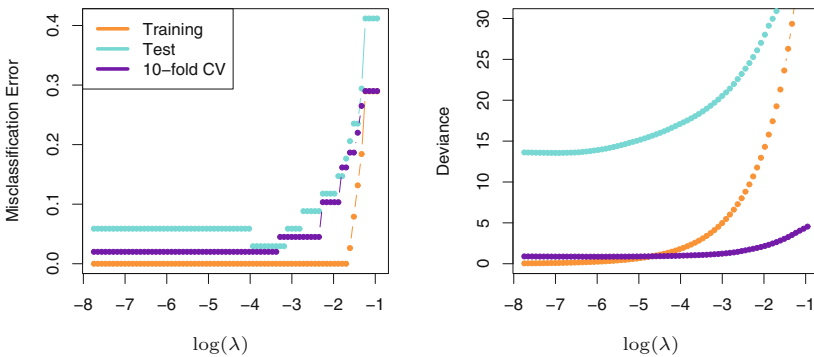 Misclassification Error
0.0
0.1
0.2
0.3
0.4
Training
Test
10−fold CV
−8 −7 −6 −5 −4 −3 −2 −1
log(λ)
Deviance
0
5
10
15
20
25
30
−8 −7 −6 −5 −4 −3 −2 −1
log(λ)